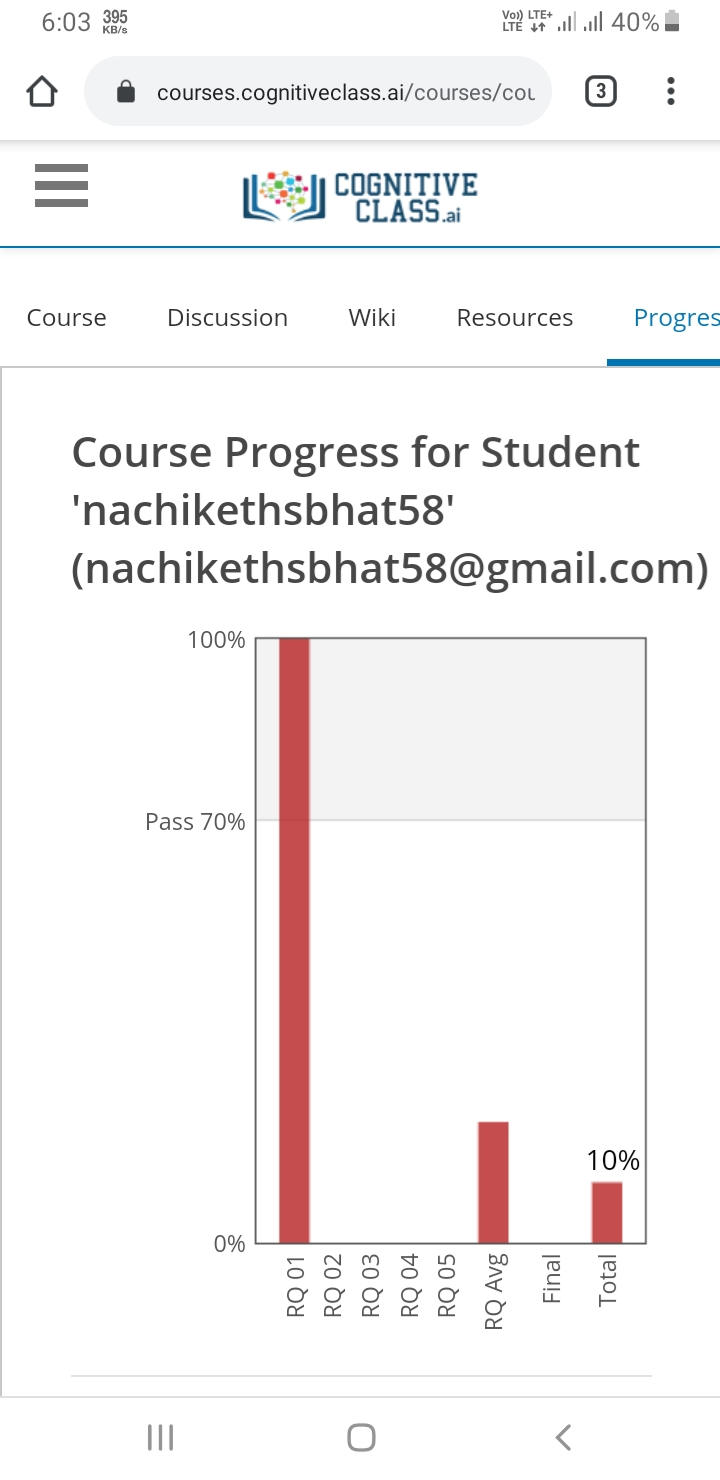 6:03 395 KB/s Vo)) LTE LTE+ 40%
courses.cognitiveclass.ai/courses/cou 3
COGNITIVE
CLASS.ai
Course Discussion Wiki Resources Progres
Course Progress for Student
'nachikethsbhat58'
(nachikethsbhat58@gmail.com)
100%
Pass 70%
10%
0%
RQ 01 RQ 02 RQ 03 RQ 04 RQ 05 RQ Avg Final Total